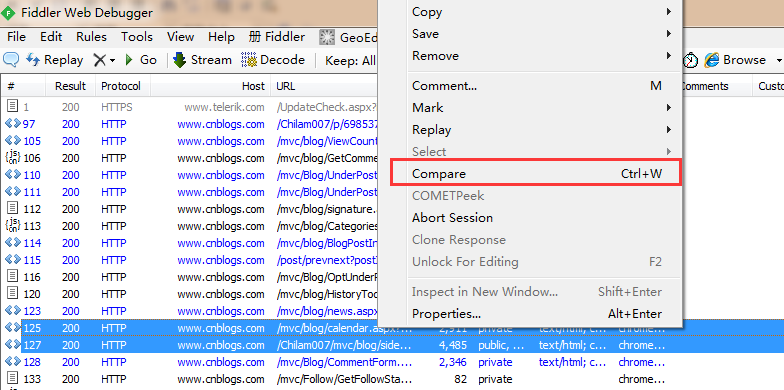 Fiddler Web Debugger
File Edit Rules Tools View Help 册 Fiddler GeoEd
Replay Go Stream Decode Keep: All Browse
# Result Protocol Host URL Comments Custo
1 200 HTTPS www.telerik.com /UpdateCheck.aspx?
97 200 HTTP www.cnblogs.com /Chilam007/p/698537
105 200 HTTP www.cnblogs.com /mvc/blog/ViewCount
106 200 HTTP www.cnblogs.com /mvc/blog/GetComme
110 200 HTTP www.cnblogs.com /mvc/Blog/UnderPost
111 200 HTTP www.cnblogs.com /mvc/Blog/UnderPost
112 200 HTTP www.cnblogs.com /mvc/blog/signature.
113 200 HTTP www.cnblogs.com /mvc/blog/Categories
114 200 HTTP www.cnblogs.com /mvc/blog/BlogPostIn
115 200 HTTP www.cnblogs.com /post/prevnext?post
116 200 HTTP www.cnblogs.com /mvc/Blog/OptUnderP
120 200 HTTP www.cnblogs.com /mvc/blog/HistoryTod
123 200 HTTP www.cnblogs.com /mvc/blog/news.aspx
125 200 HTTP www.cnblogs.com /mvc/blog/calendar.aspx?... 2,911 private text/html; c... chrome...
127 200 HTTP www.cnblogs.com /Chilam007/mvc/blog/side... 4,485 public, ... text/html; c... chrome...
128 200 HTTP www.cnblogs.com /mvc/Blog/CommentForm.... 2,346 private text/html; c... chrome...
131 200 HTTP www.cnblogs.com /mvc/Follow/GetFollowSta... 82 private text/html; c... chrome...
Copy
Save
Remove
Comment... M
Mark
Replay
Select
Compare Ctrl+W
COMETPeek
Abort Session
Clone Response
Unlock For Editing F2
Inspect in New Window... Shift+Enter
Properties... Alt+Enter